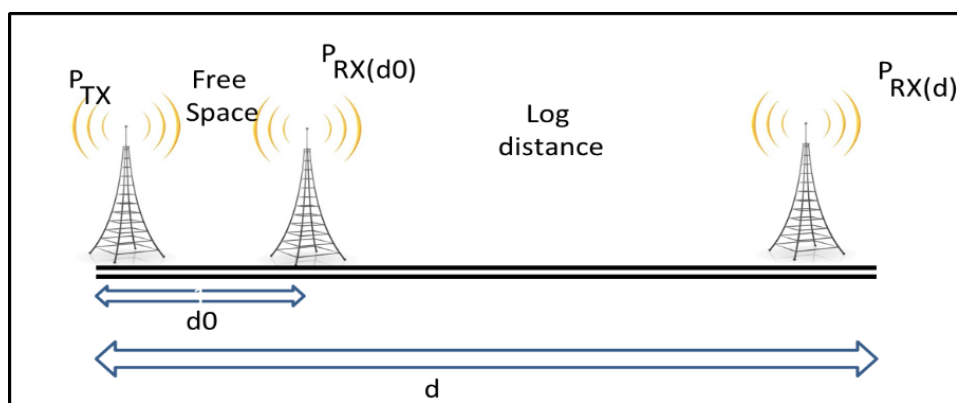 P_TX
Free
Space
P_RX(d0)
Log
distance
P_RX(d)
d0
d